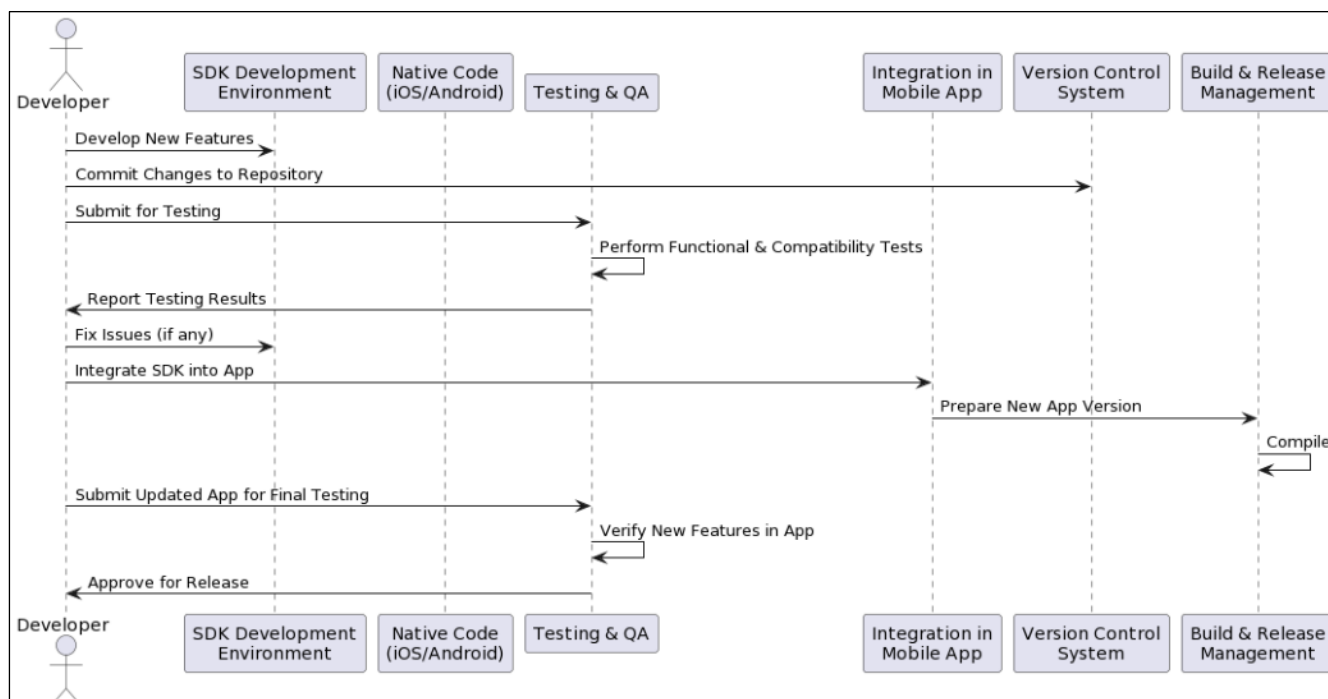 Developer
SDK Development
Environment
Native Code
(iOS/Android)
Testing & QA
Integration in
Mobile App
Version Control
System
Build & Release
Management
Develop New Features
Commit Changes to Repository
Submit for Testing
Perform Functional & Compatibility Tests
Report Testing Results
Fix Issues (if any)
Integrate SDK into App
Prepare New App Version
Compile
Submit Updated App for Final Testing
Verify New Features in App
Approve for Release
Developer
SDK Development
Environment
Native Code
(iOS/Android)
Testing & QA
Integration in
Mobile App
Version Control
System
Build & Release
Management